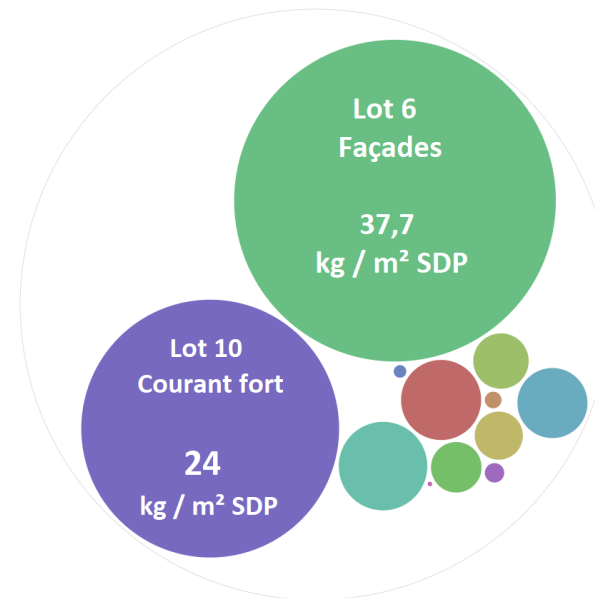 Lot 6
Façades
37,7
kg / m² SDP
Lot 10
Courant fort
24
kg / m² SDP